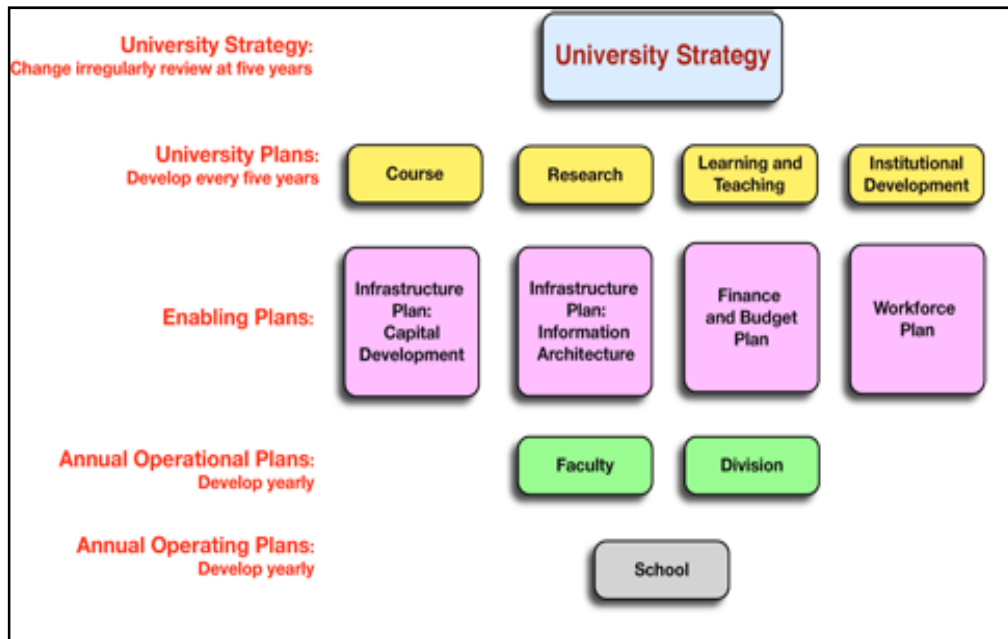 University Strategy:
Change irregularly review at five years
University Strategy
University Plans:
Develop every five years
Course
Research
Learning and
Teaching
Institutional
Development
Enabling Plans:
Infrastructure
Plan:
Capital
Development
Infrastructure
Plan:
Information
Architecture
Finance
and Budget
Plan
Workforce
Plan
Annual Operational Plans:
Develop yearly
Faculty
Division
Annual Operating Plans:
Develop yearly
School